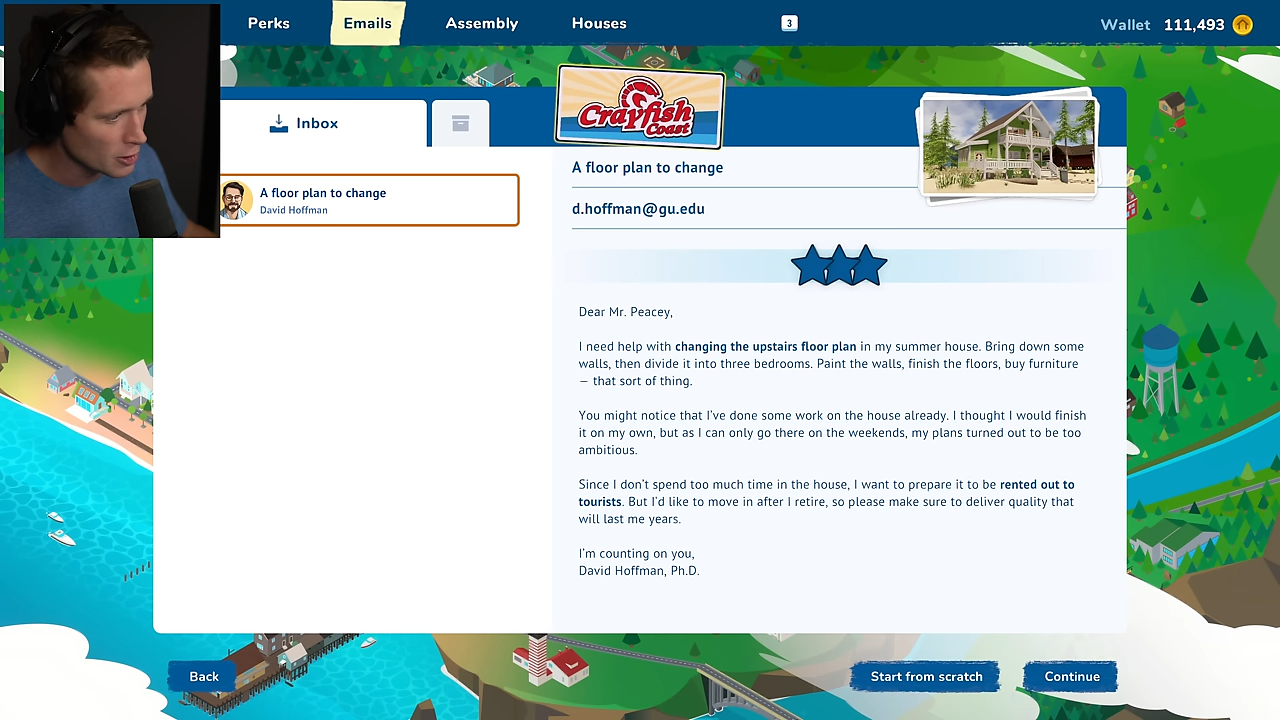 Perks
Emails
Assembly
Houses
3
Wallet 111,493
Inbox
Crayfish
Coast
A floor plan to change
David Hoffman
A floor plan to change
d.hoffman@gu.edu
Dear Mr. Peacey,
I need help with changing the upstairs floor plan in my summer house. Bring down some
walls, then divide it into three bedrooms. Paint the walls, finish the floors, buy furniture
— that sort of thing.
You might notice that I've done some work on the house already. I thought I would finish
it on my own, but as I can only go there on the weekends, my plans turned out to be too
ambitious.
Since I don't spend too much time in the house, I want to prepare it to be rented out to
tourists. But I'd like to move in after I retire, so please make sure to deliver quality that
will last me years.
I'm counting on you,
David Hoffman, Ph.D.
Back
Start from scratch
Continue